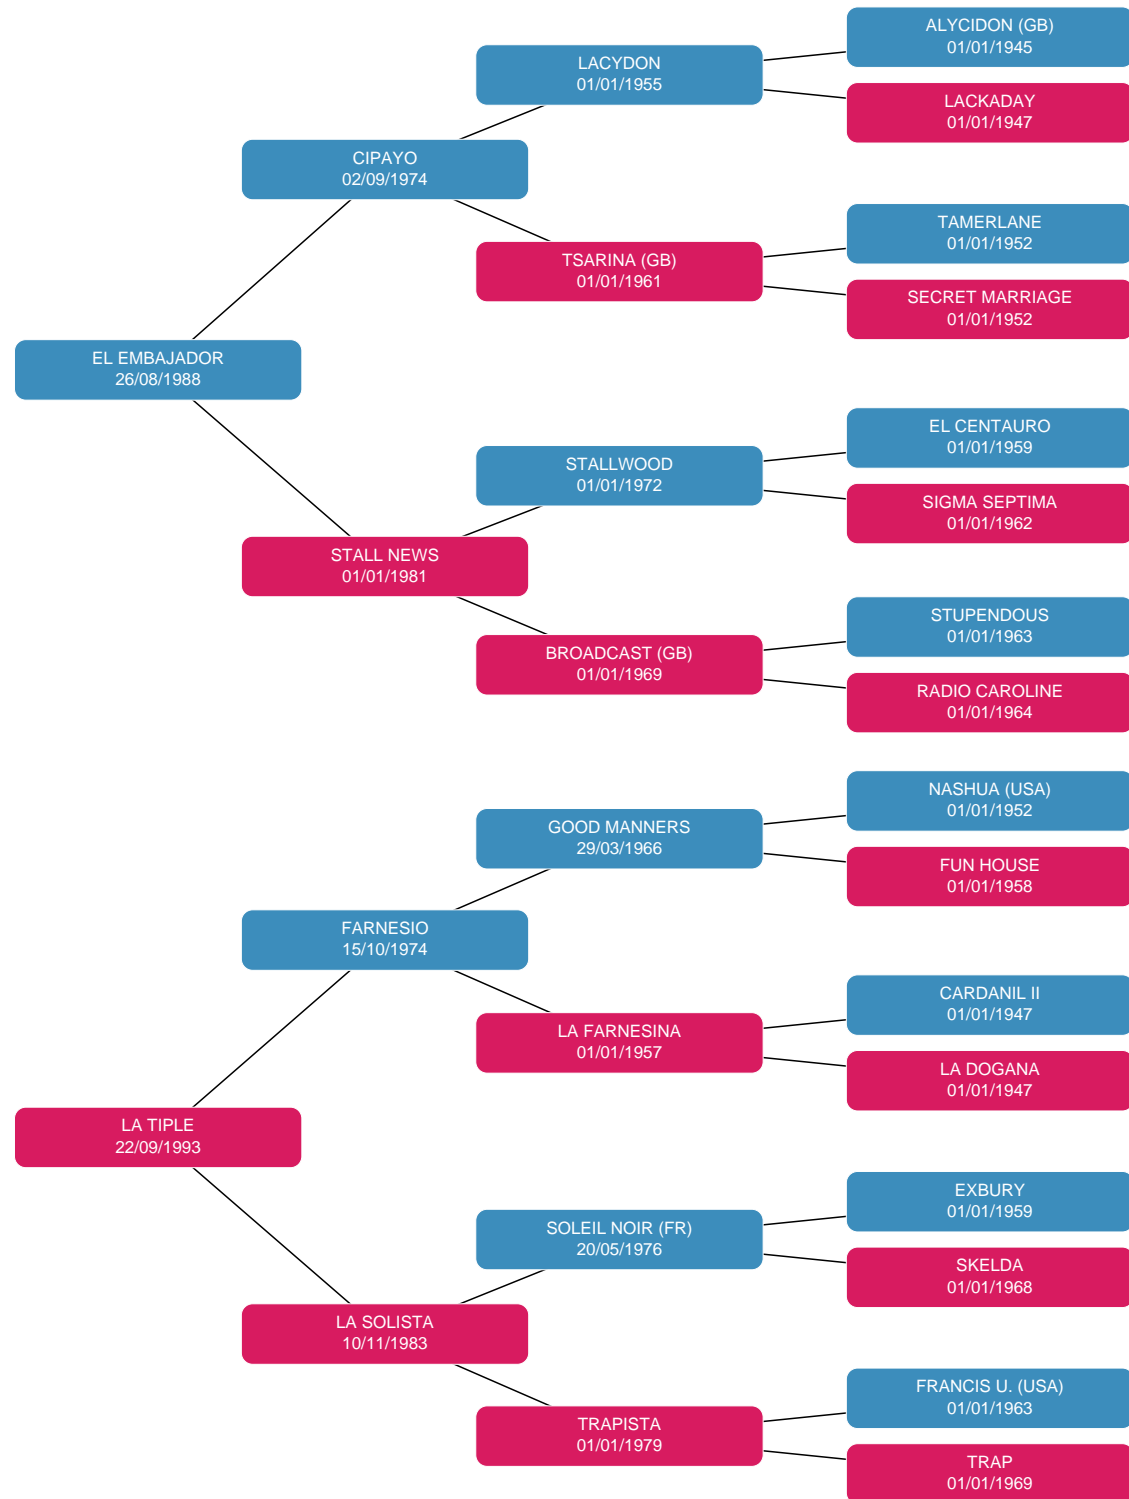 ALYCIDON (GB)
01/01/1945
LACYDON
01/01/1955
LACKADAY
01/01/1947
CIPAYO
02/09/1974
TAMERLANE
01/01/1952
TSARINA (GB)
01/01/1961
SECRET MARRIAGE
01/01/1952
EL EMBAJADOR
26/08/1988
EL CENTAURO
01/01/1959
STALLWOOD
01/01/1972
SIGMA SEPTIMA
01/01/1962
STALL NEWS
01/01/1981
STUPENDOUS
01/01/1963
BROADCAST (GB)
01/01/1969
RADIO CAROLINE
01/01/1964
NASHUA (USA)
01/01/1952
GOOD MANNERS
29/03/1966
FUN HOUSE
01/01/1958
FARNESIO
15/10/1974
CARDANIL II
01/01/1947
LA FARNESINA
01/01/1957
LA DOGANA
01/01/1947
LA TIPLE
22/09/1993
EXBURY
01/01/1959
SOLEIL NOIR (FR)
20/05/1976
SKELDA
01/01/1968
LA SOLISTA
10/11/1983
FRANCIS U. (USA)
01/01/1963
TRAPISTA
01/01/1979
TRAP
01/01/1969